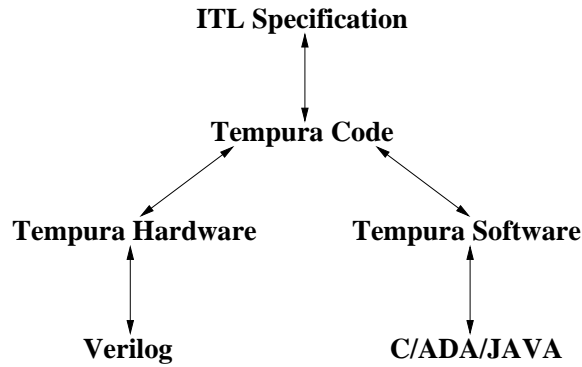 ITL Specification
Tempura Code
Tempura Hardware
Tempura Software
Verilog
C/ADA/JAVA